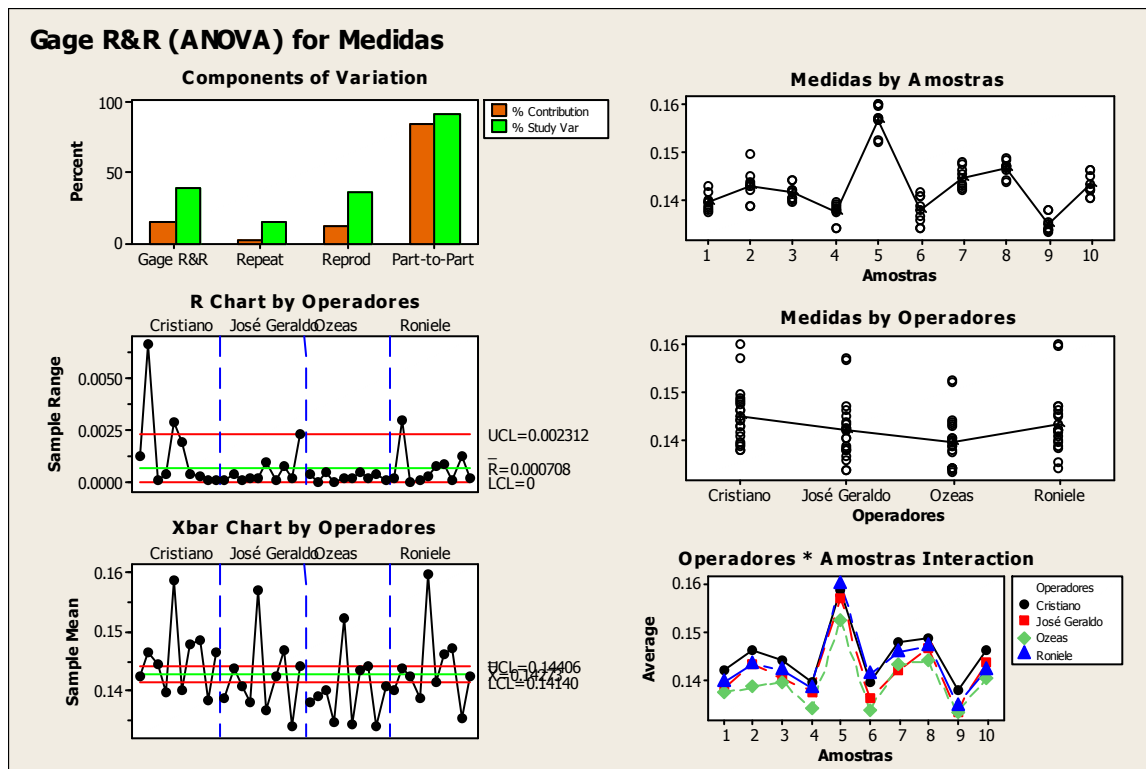 Gage R&R (ANOVA) for Medidas
Components of Variation
100
50
0
Percent
Gage R&R Repeat Reprod Part-to-Part
% Contribution
% Study Var
R Chart by Operadores
Cristiano José Geraldo Ozeas Roniele
0.0050
0.0025
0.0000
Sample Range
UCL=0.002312
_
R=0.000708
LCL=0
Xbar Chart by Operadores
Cristiano José Geraldo Ozeas Roniele
0.16
0.15
0.14
Sample Mean
UCL=0.14406
X=0.14273
LCL=0.14140
Medidas by Amostras
0.16
0.15
0.14
1 2 3 4 5 6 7 8 9 10
Amostras
Medidas by Operadores
0.16
0.15
0.14
Cristiano José Geraldo Ozeas Roniele
Operadores
Operadores * Amostras Interaction
0.16
0.15
0.14
Average
1 2 3 4 5 6 7 8 9 10
Amostras
Operadores
Cristiano
José Geraldo
Ozeas
Roniele